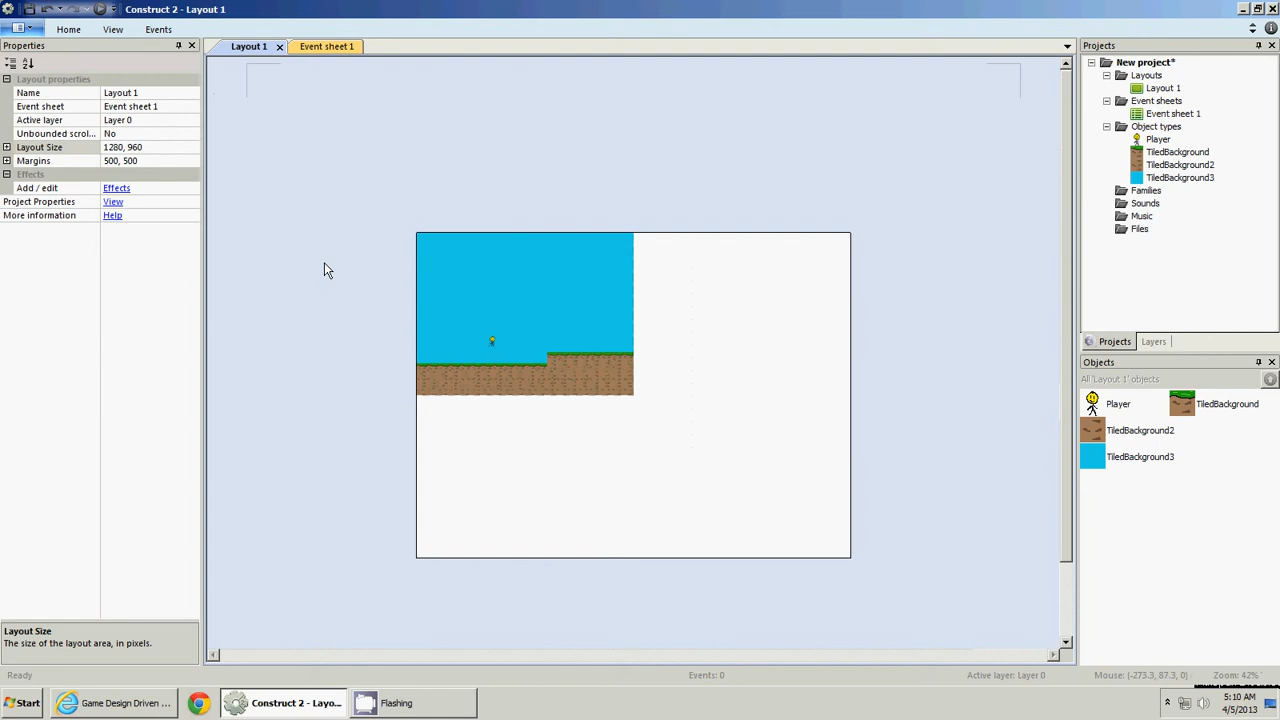 Construct 2 - Layout 1
Home View Events
Properties
Layout 1 Event sheet 1
Projects
Layout properties
Name Layout 1
Event sheet Event sheet 1
Active layer Layer 0
Unbounded scrol... No
Layout Size 1280, 960
Margins 500, 500
Effects
Add / edit Effects
Project Properties View
More information Help
New project*
Layouts
Layout 1
Event sheets
Event sheet 1
Object types
Player
TiledBackground
TiledBackground2
TiledBackground3
Families
Sounds
Music
Files
Projects Layers
Objects
All 'Layout 1' objects
Player TiledBackground
TiledBackground2
TiledBackground3
Layout Size
The size of the layout area, in pixels.
Ready Events: 0 Active layer: Layer 0 Mouse: (-273.3, 87.3, 0) Zoom: 42%
Start Game Design Driven ... Construct 2 - Layo... Flashing
5:10 AM
4/5/2013